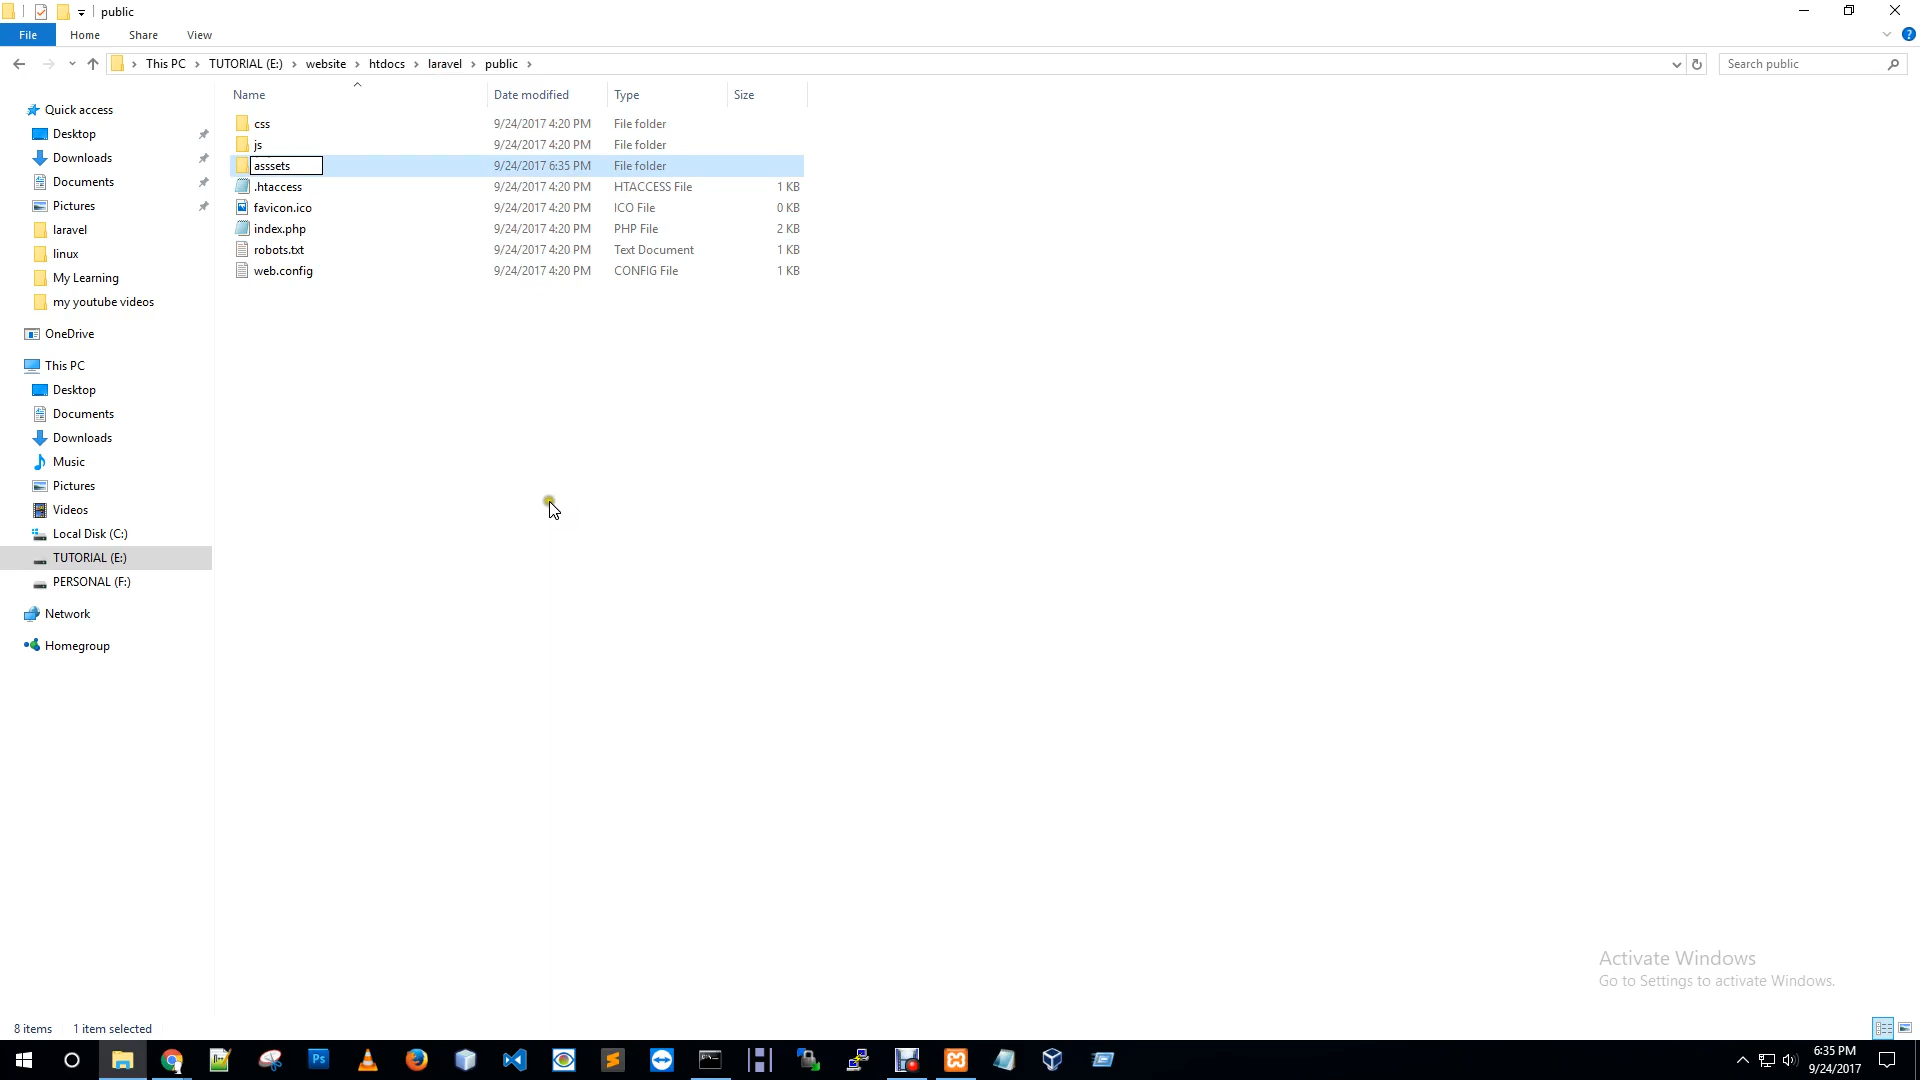 public
File Home Share View
This PC TUTORIAL (E:) website htdocs laravel public
Search public
Name Date modified Type Size
css 9/24/2017 4:20 PM File folder
js 9/24/2017 4:20 PM File folder
asssets 9/24/2017 6:35 PM File folder
.htaccess 9/24/2017 4:20 PM HTACCESS File 1 KB
favicon.ico 9/24/2017 4:20 PM ICO File 0 KB
index.php 9/24/2017 4:20 PM PHP File 2 KB
robots.txt 9/24/2017 4:20 PM Text Document 1 KB
web.config 9/24/2017 4:20 PM CONFIG File 1 KB
Quick access
Desktop
Downloads
Documents
Pictures
laravel
linux
My Learning
my youtube videos
OneDrive
This PC
Desktop
Documents
Downloads
Music
Pictures
Videos
Local Disk (C:)
TUTORIAL (E:)
PERSONAL (F:)
Network
Homegroup
Activate Windows
Go to Settings to activate Windows.
8 items 1 item selected
Ps
6:35 PM
9/24/2017